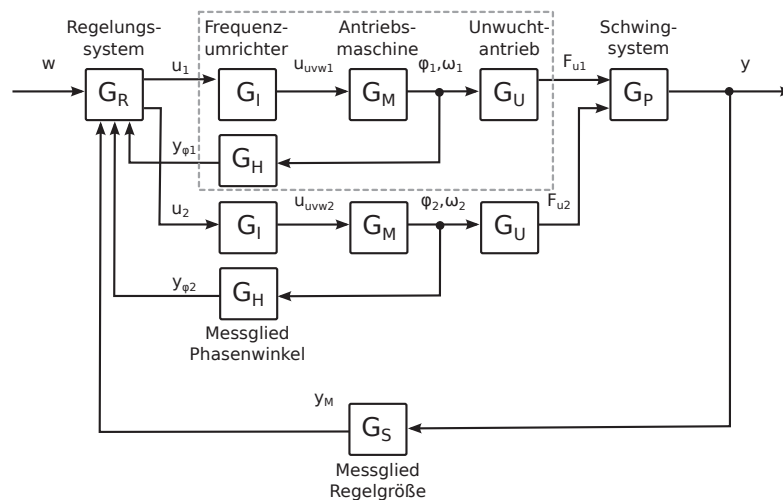 Regelungs-
system
Frequenz-
umrichter
Antriebs-
maschine
Unwucht-
antrieb
Schwing-
system
w
G_R
u_1
G_I
u_uvw1
G_M
φ_1,ω_1
G_U
F_u1
G_P
y
y_φ1
G_H
u_2
G_I
u_uvw2
G_M
φ_2,ω_2
G_U
F_u2
y_φ2
G_H
Messglied
Phasenwinkel
y_M
G_S
Messglied
Regelgröße